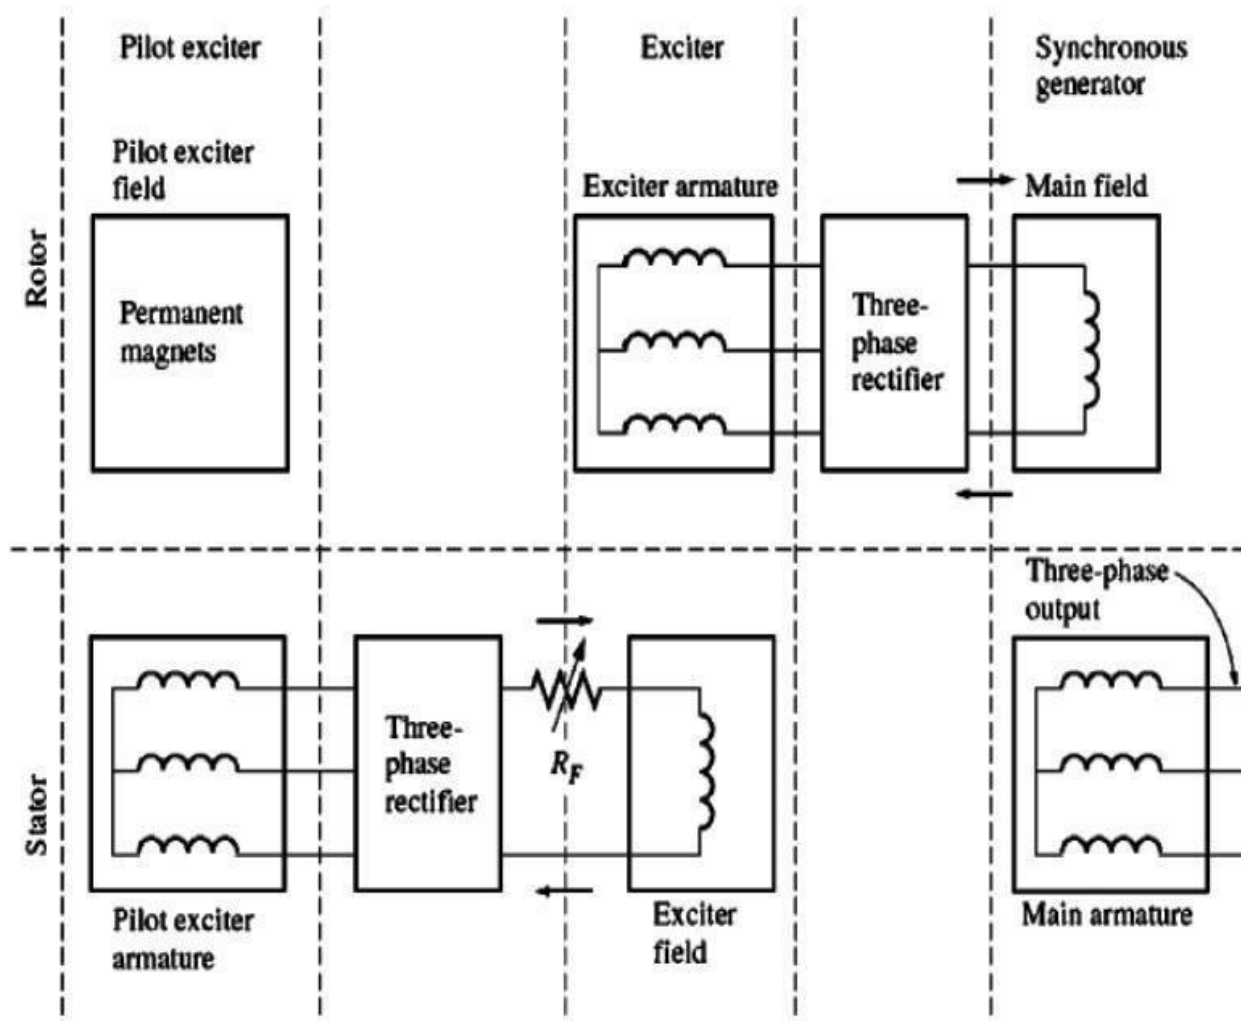 Pilot exciter
Exciter
Synchronous
generator
Pilot exciter
field
Exciter armature
Main field
Rotor
Permanent
magnets
Three-
phase
rectifier
Three-phase
output
Stator
Three-
phase
rectifier
RF
Pilot exciter
armature
Exciter
field
Main armature